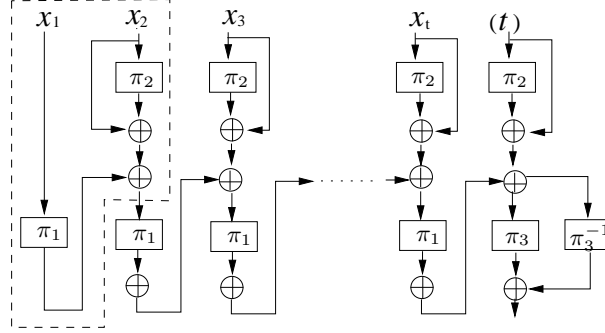 x₁ x₂ x₃ xₜ (t)
π₂ π₂ π₂ π₂
. . . . . . .
π₁ π₁ π₁ π₁ π₃ π₃⁻¹